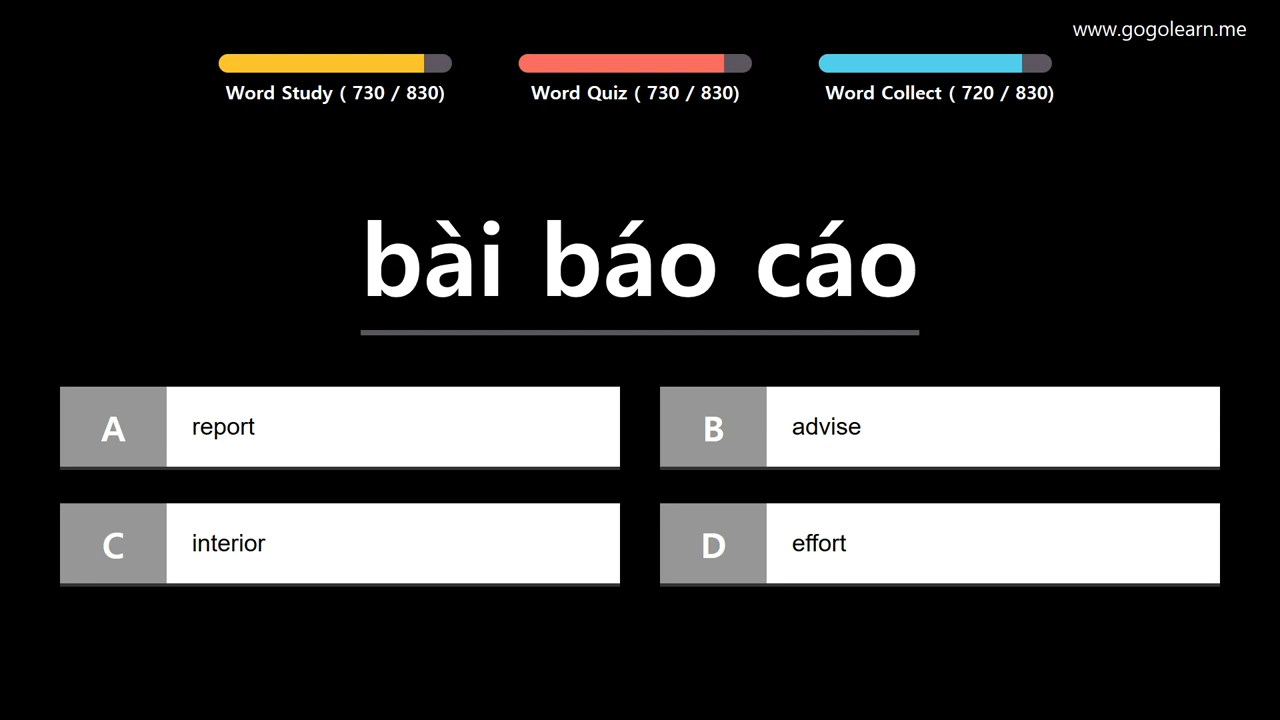 www.gogolearn.me
Word Study ( 730 / 830)
Word Quiz ( 730 / 830)
Word Collect ( 720 / 830)
bài báo cáo
A report
B advise
C interior
D effort